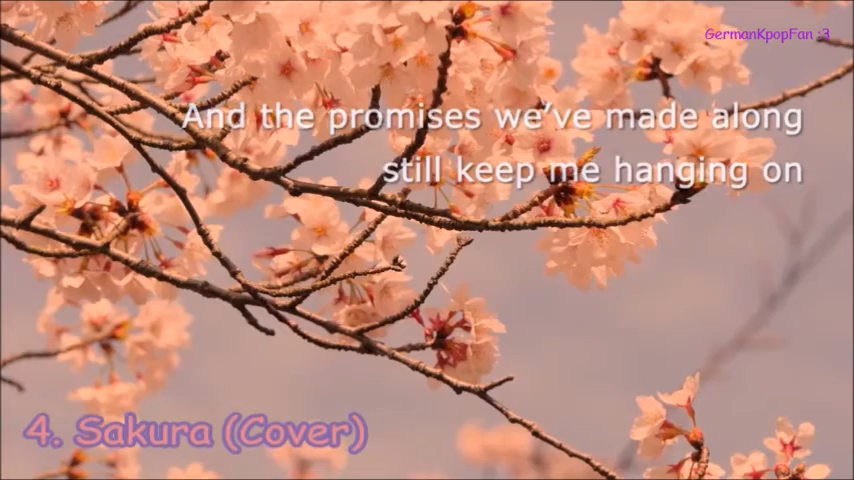 GermanKpopFan :3
And the promises we've made along
still keep me hanging on
4. Sakura (Cover)